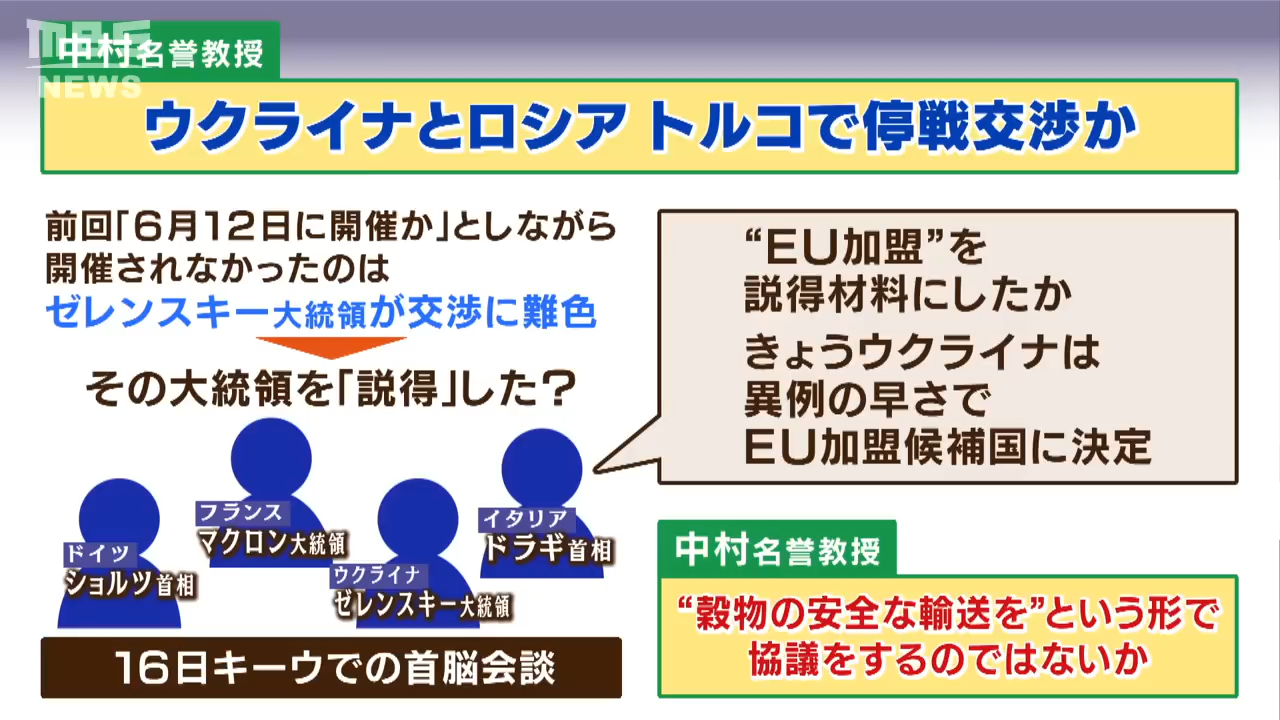 MBS
NEWS
中村名誉教授
ウクライナとロシア トルコで停戦交渉か
前回「6月12日に開催か」としながら
開催されなかったのは
ゼレンスキー大統領が交渉に難色
その大統領を「説得」した?
ドイツ
ショルツ首相
フランス
マクロン大統領
ウクライナ
ゼレンスキー大統領
イタリア
ドラギ首相
16日キーウでの首脳会談
“EU加盟”を
説得材料にしたか
きょうウクライナは
異例の早さで
EU加盟候補国に決定
中村名誉教授
“穀物の安全な輸送を”という形で
協議をするのではないか